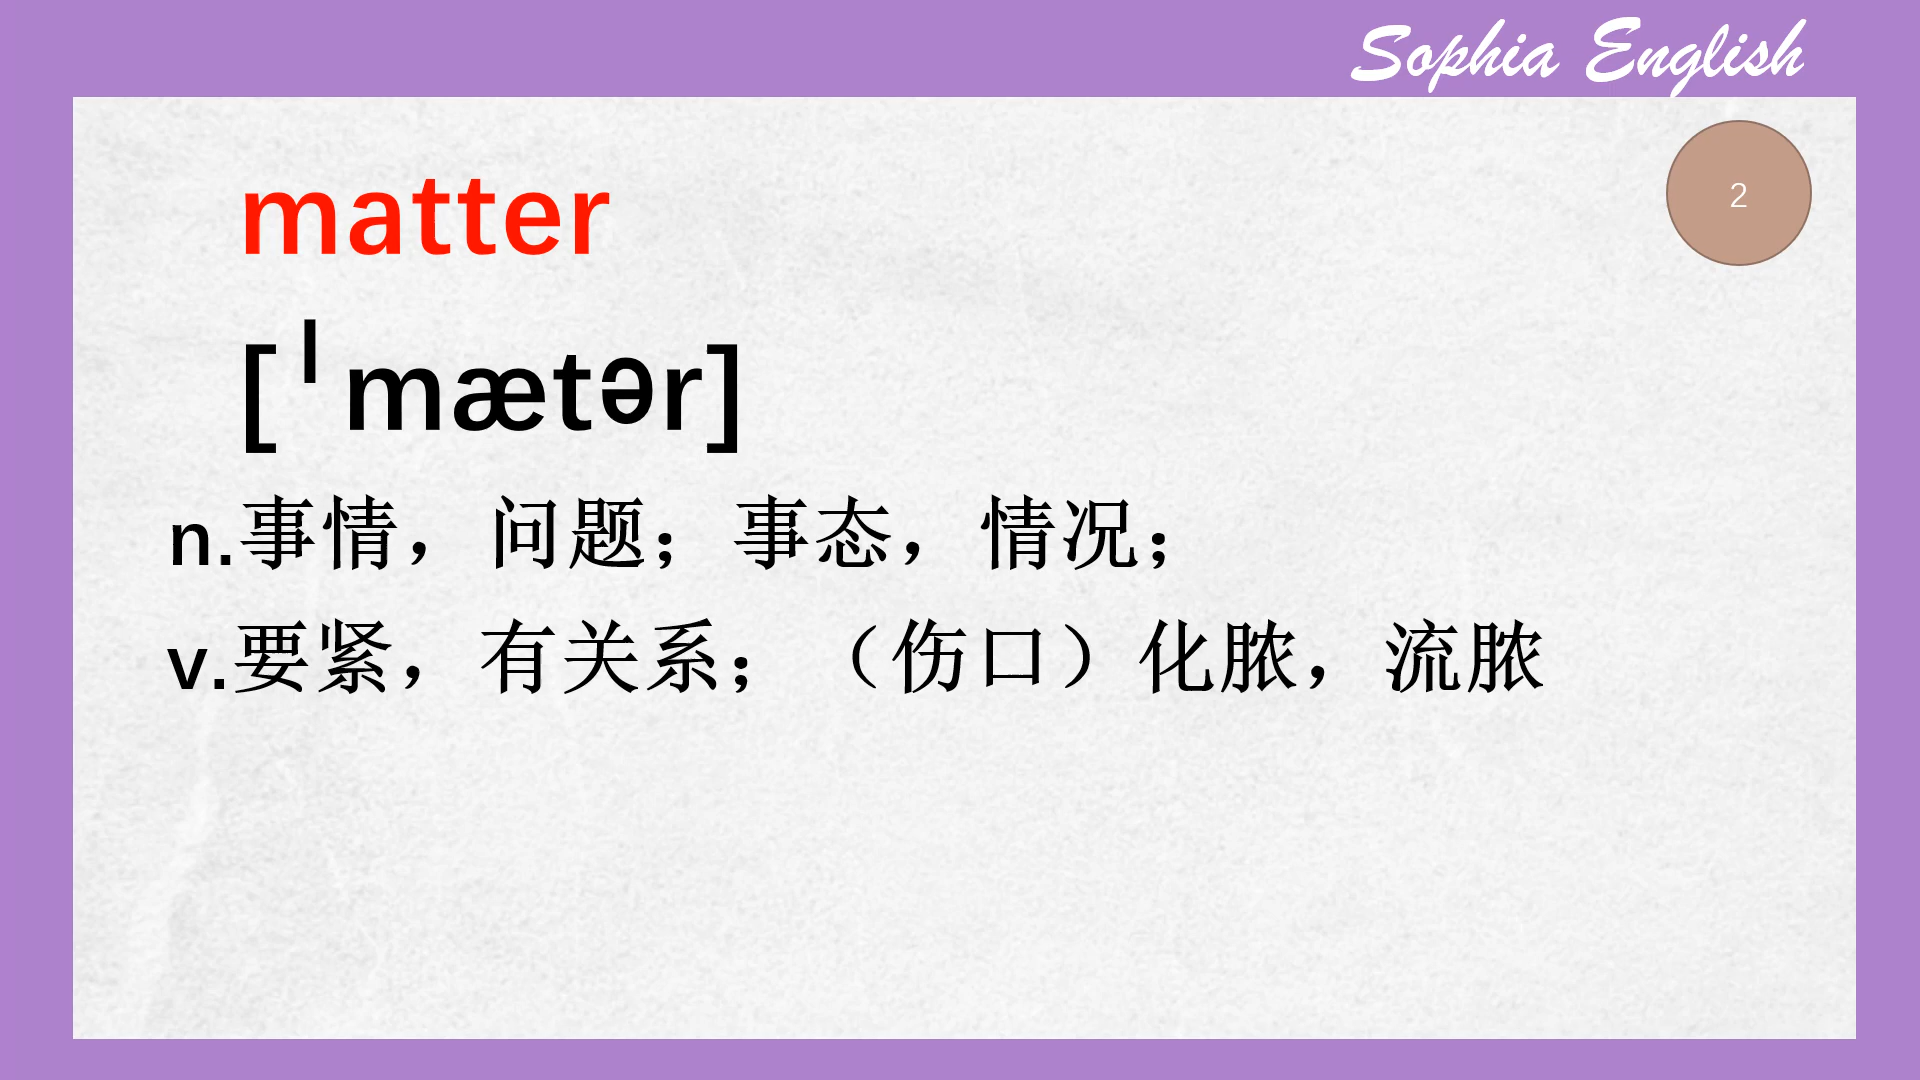 Sophia English
2
matter
[ˈmætər]
n.事情，问题；事态，情况；
v.要紧，有关系；（伤口）化脓，流脓